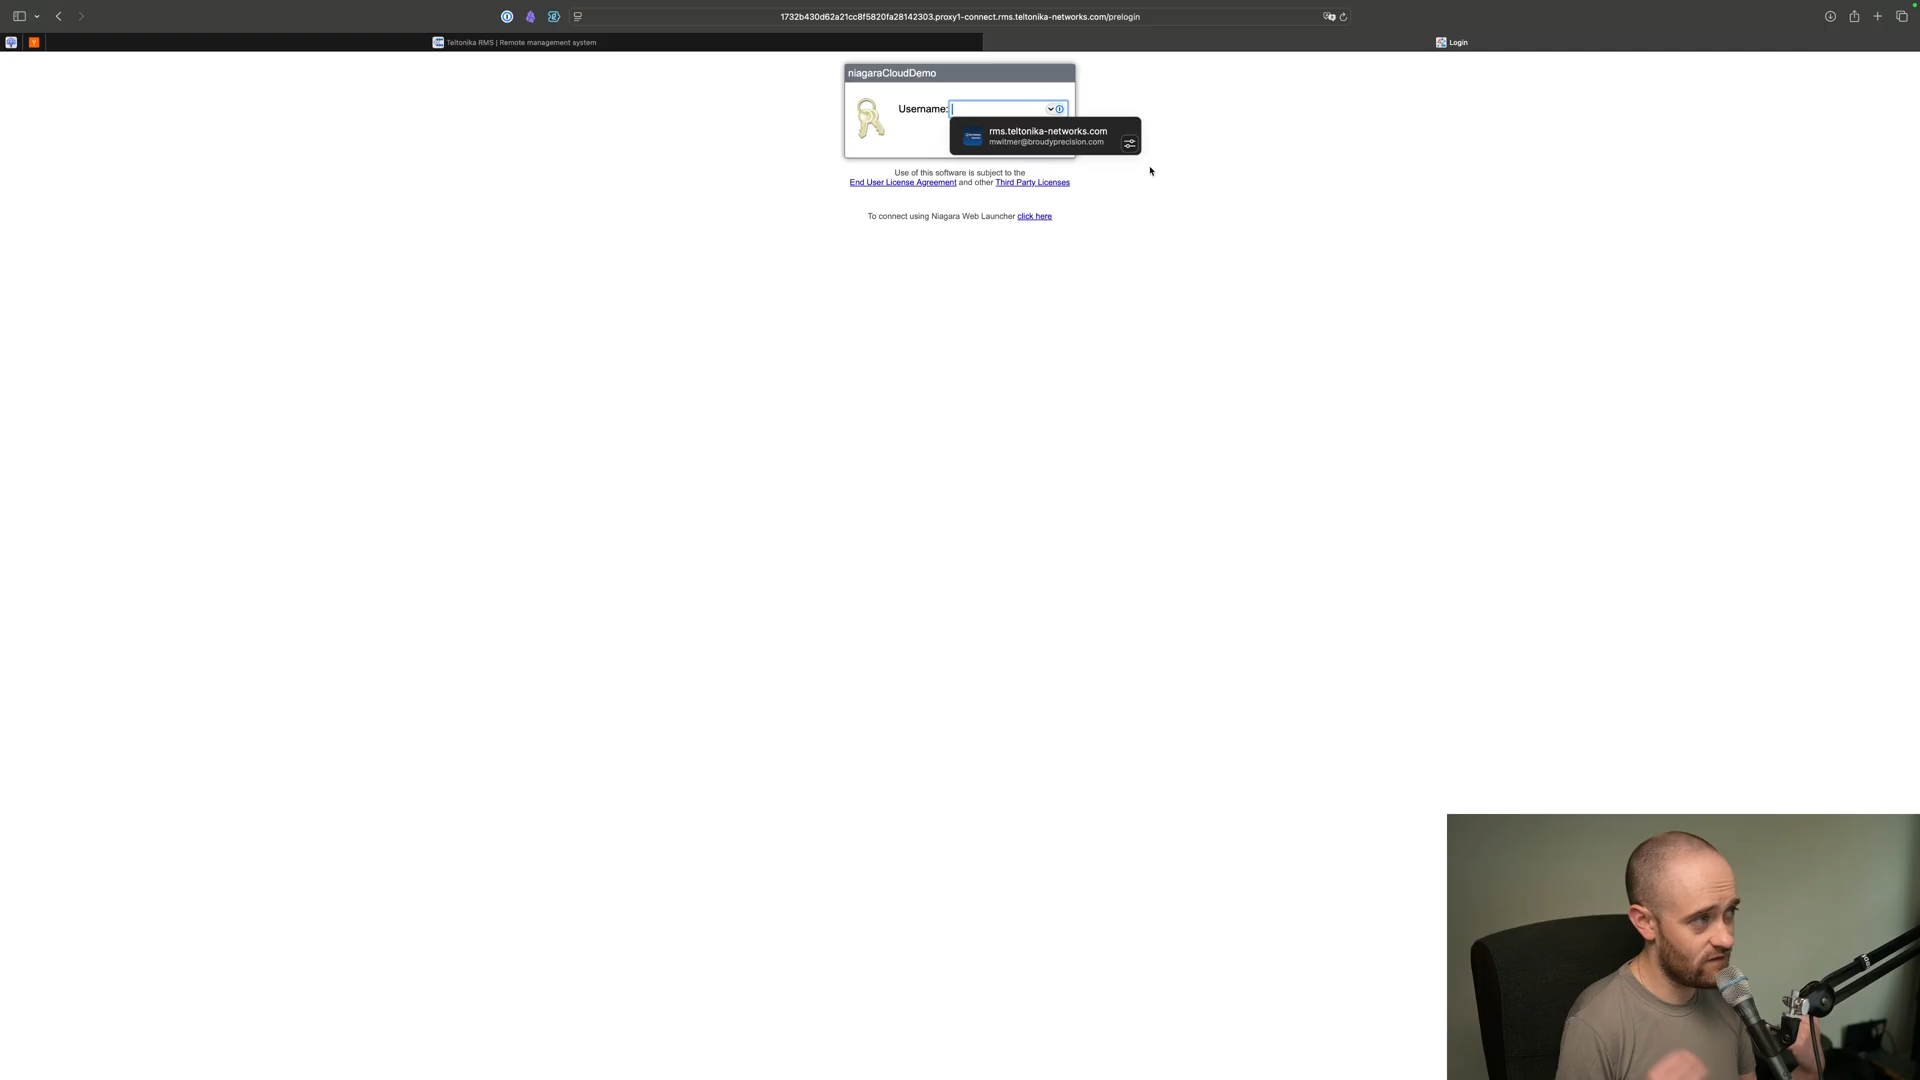 1732b430d62a21cc8f5820fa28142303.proxy1-connect.rms.teltonika-networks.com/prelogin
Teltonika RMS | Remote management system
Login
niagaraCloudDemo
Username:
rms.teltonika-networks.com
mwitmer@broudyprecision.com
Use of this software is subject to the
End User License Agreement and other Third Party Licenses
To connect using Niagara Web Launcher click here